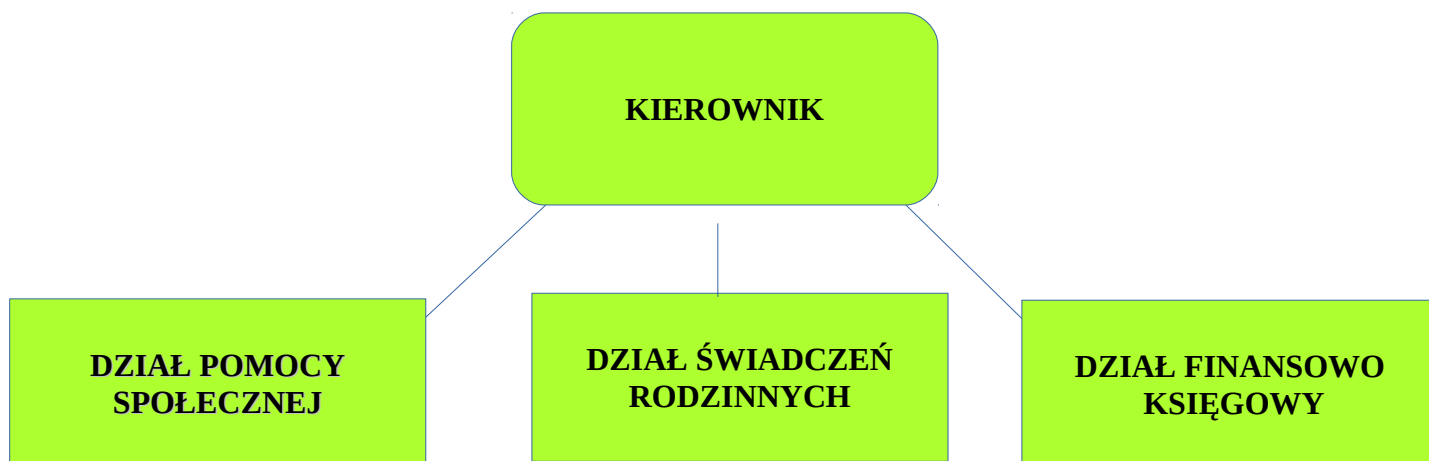 KIEROWNIK
DZIAŁ POMOCY
SPOŁECZNEJ
DZIAŁ ŚWIADCZEŃ
RODZINNYCH
DZIAŁ FINANSOWO
KSIĘGOWY